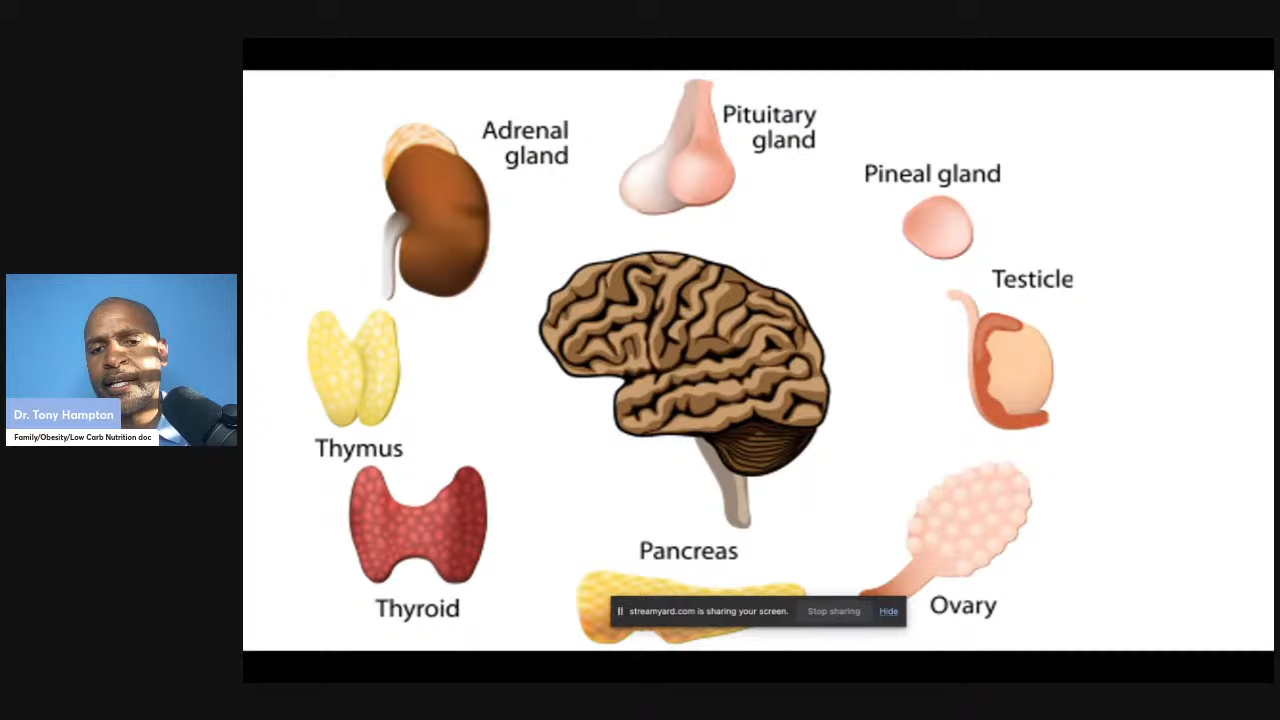 Adrenal
gland
Pituitary
gland
Pineal gland
Testicle
Thymus
Thyroid
Pancreas
Ovary
streamyard.com is sharing your screen.
Stop sharing
Hide
Dr. Tony Hampton
Family/Obesity/Low Carb Nutrition doc